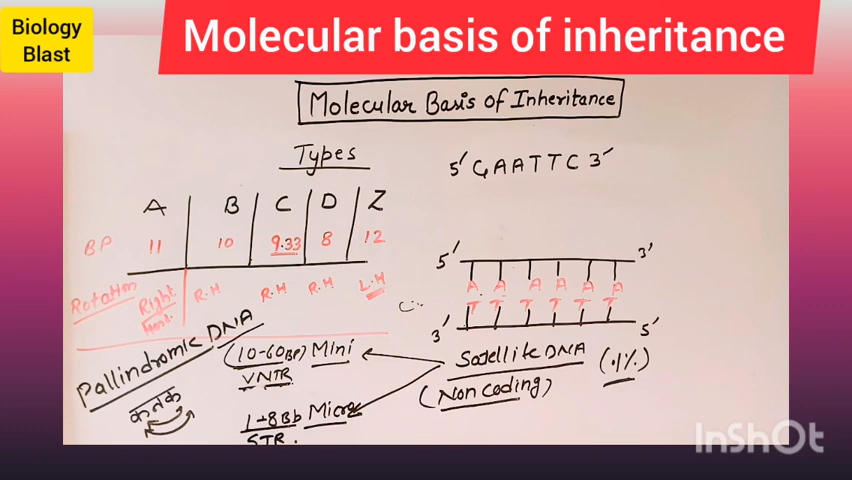 Biology
Blast
Molecular basis of inheritance
Molecular Basis of Inheritance
Types
5′ GAATTC 3′
A B C D Z
BP 11 10 9.33 8 12
Rotation Right Hand R.H R.H R.H L.H
5′ 3′
A A A A A A
T T T T T T
3′ 5′
Pallindromic DNA
कनक
(10-60BP) Mini
VNTR
1-8Bb Micro
STR.
Satellite DNA (.1%)
(Non Coding)
InShOt